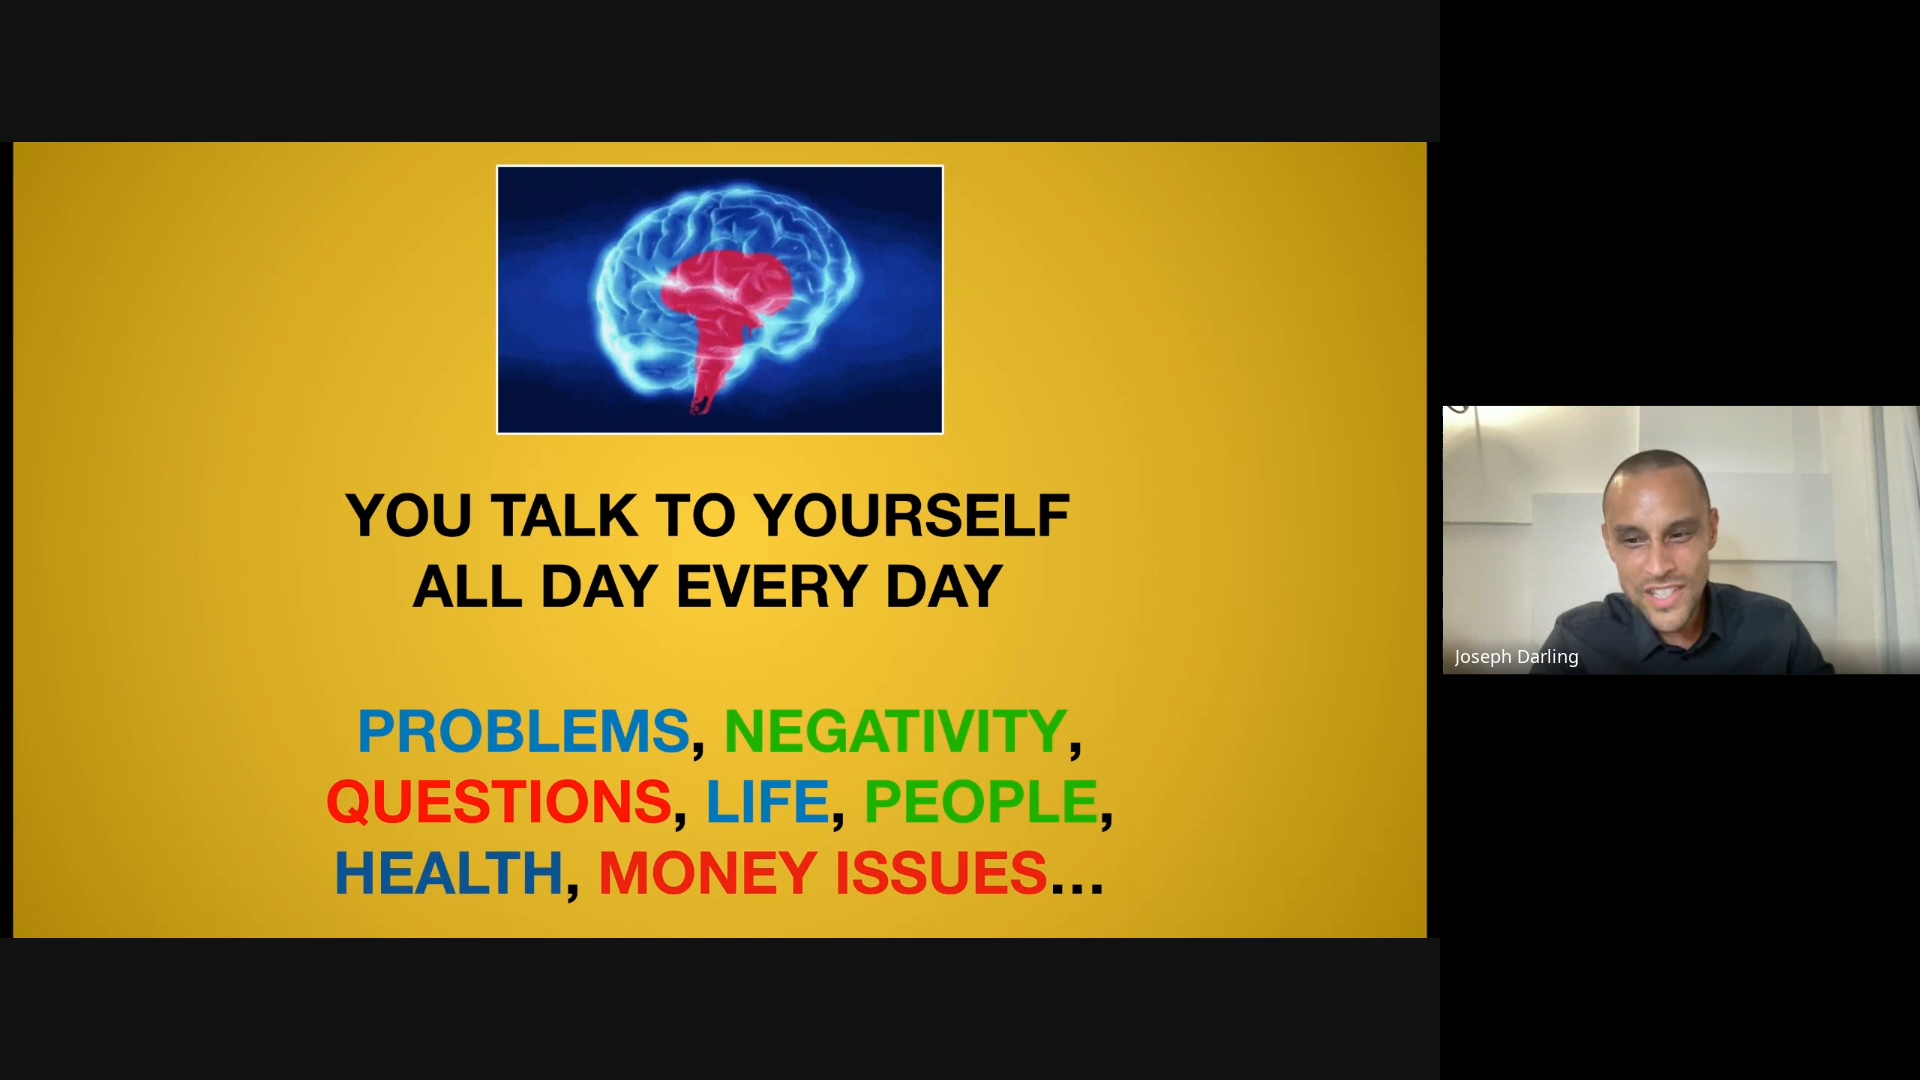 YOU TALK TO YOURSELF
ALL DAY EVERY DAY
PROBLEMS, NEGATIVITY,
QUESTIONS, LIFE, PEOPLE,
HEALTH, MONEY ISSUES...
Joseph Darling